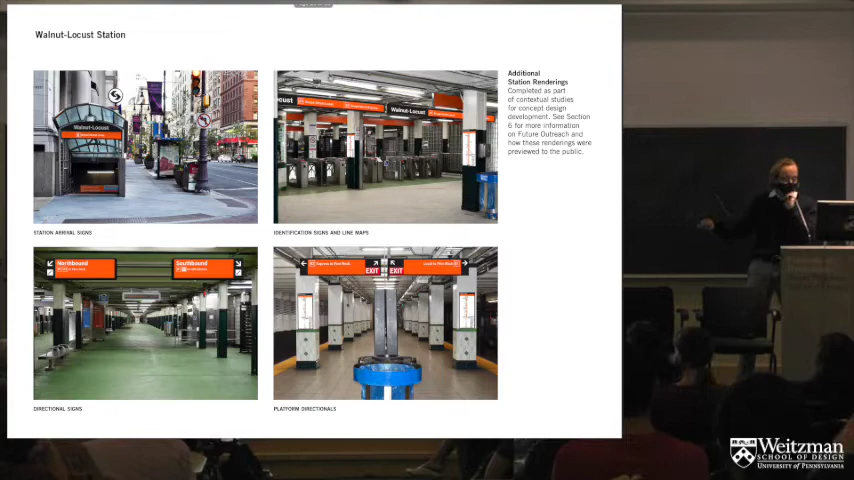 Walnut-Locust Station
Additional
Station Renderings
Completed as part
of contextual studies
for concept design
development. See Section
6 for more information
on Future Outreach and
how these renderings were
previewed to the public.
Walnut-Locust
ocust
Walnut-Locust
STATION ARRIVAL SIGNS
IDENTIFICATION SIGNS AND LINE MAPS
Northbound
Southbound
EXIT
EXIT
DIRECTIONAL SIGNS
PLATFORM DIRECTIONALS
Weitzman
SCHOOL OF DESIGN
UNIVERSITY OF PENNSYLVANIA